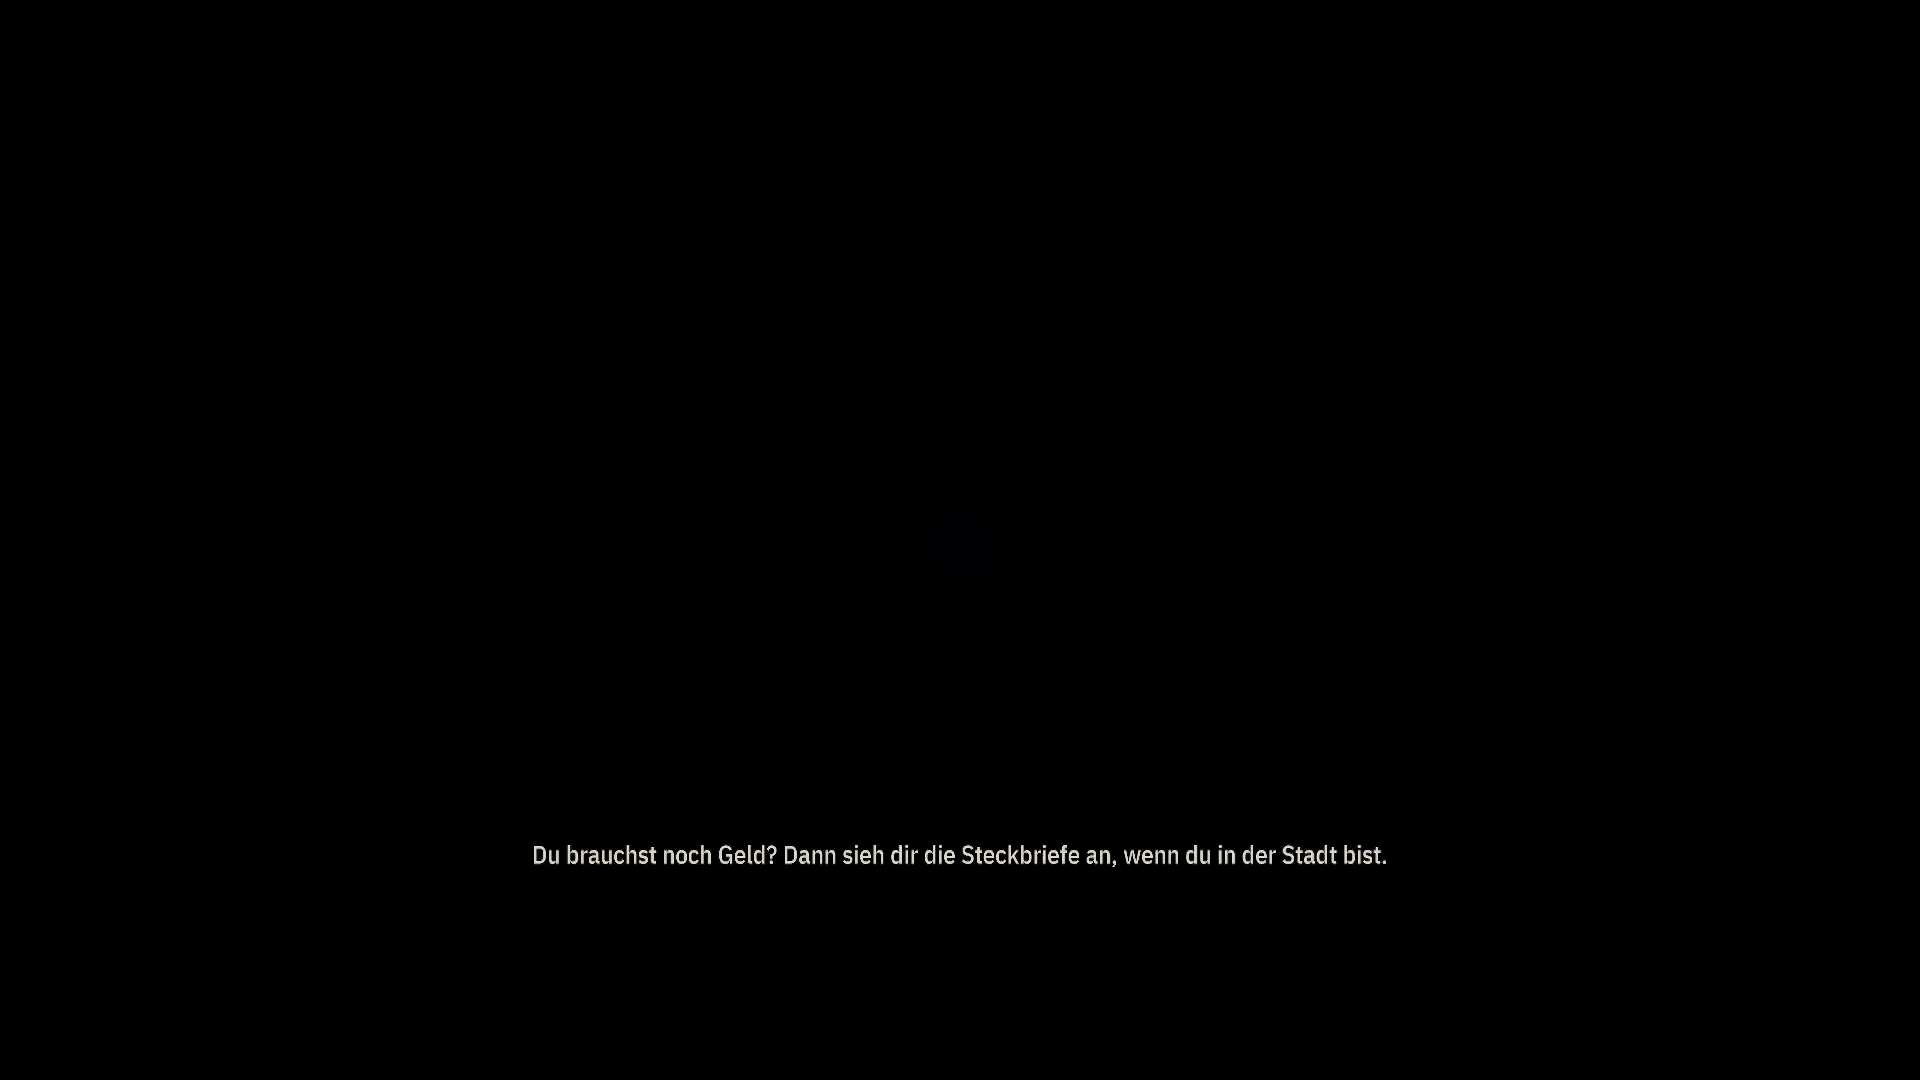 Du brauchst noch Geld? Dann sieh dir die Steckbriefe an, wenn du in der Stadt bist.